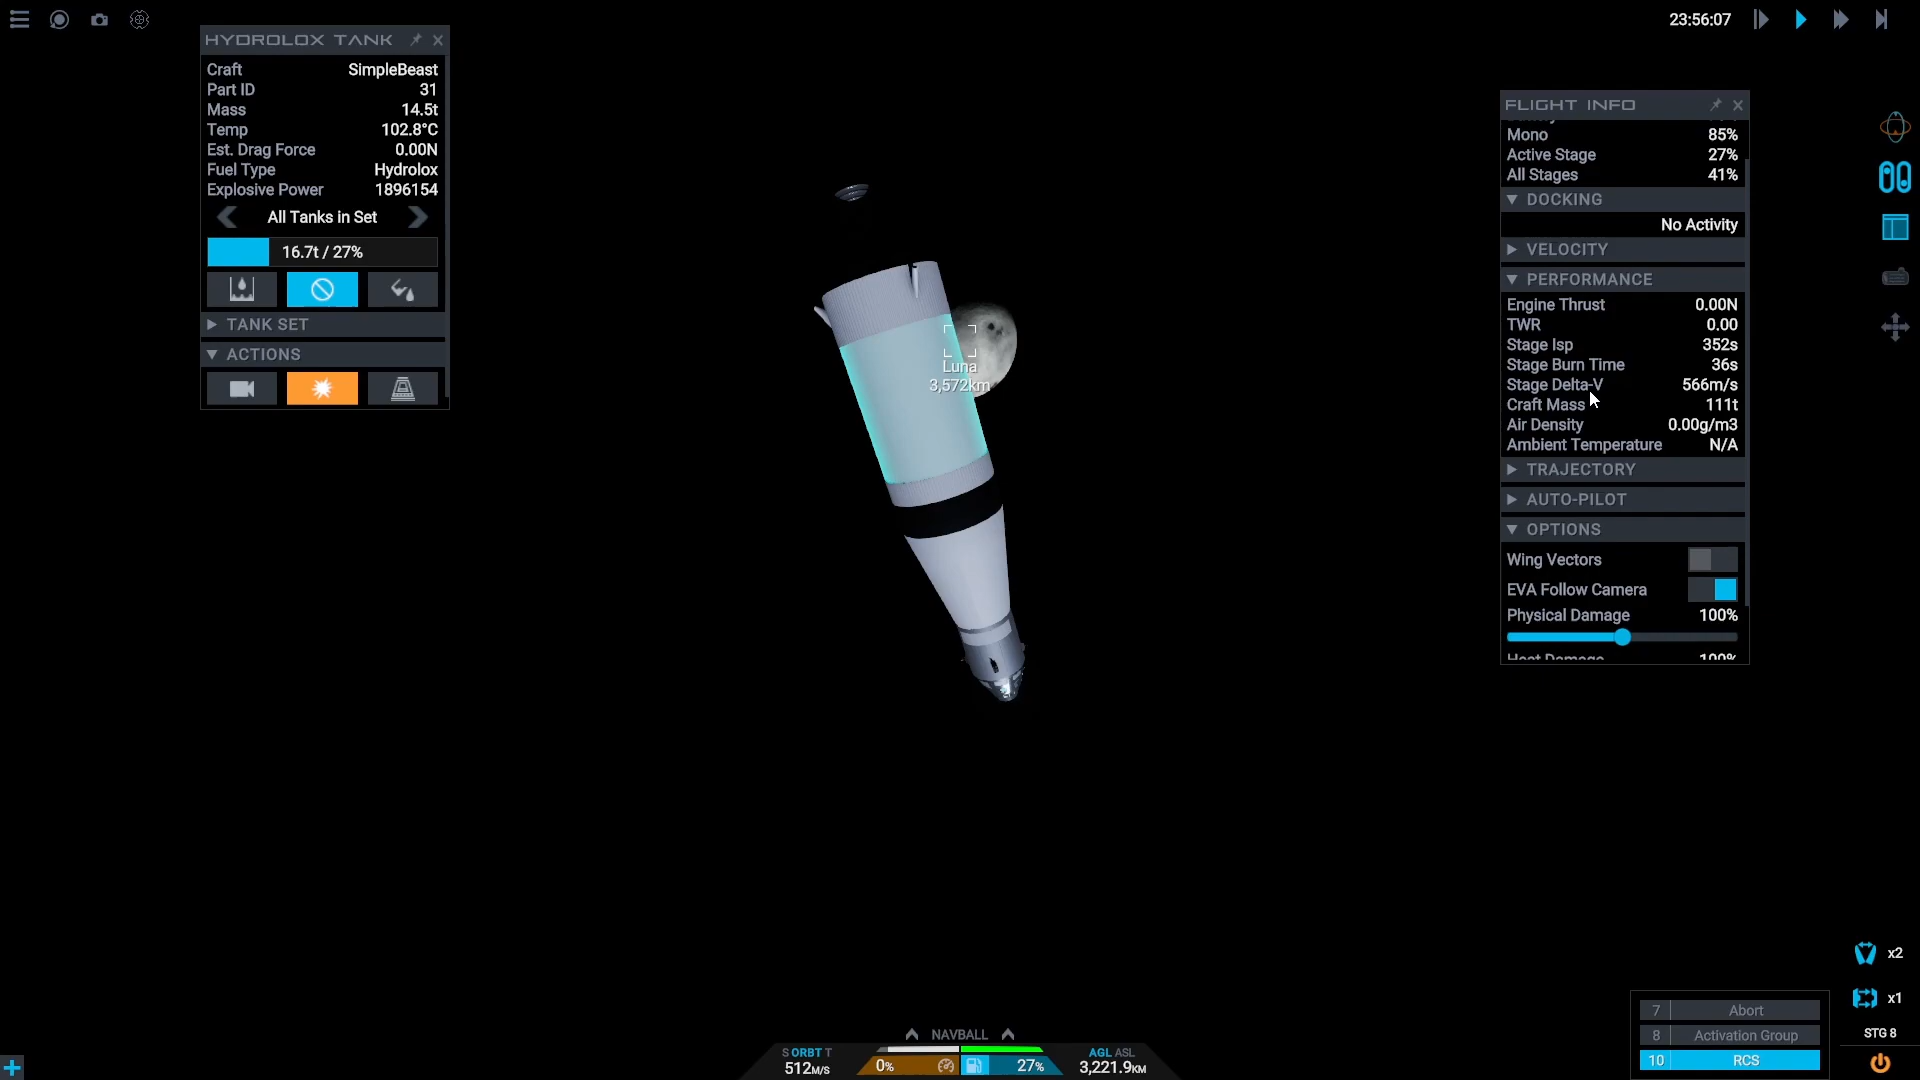 23:56:07
HYDROLOX TANK
Craft SimpleBeast
Part ID 31
Mass 14.5t
Temp 102.8°C
Est. Drag Force 0.00N
Fuel Type Hydrolox
Explosive Power 1896154
All Tanks in Set
16.7t / 27%
TANK SET
ACTIONS
Luna
3,572km
FLIGHT INFO
Mono 85%
Active Stage 27%
All Stages 41%
DOCKING
No Activity
VELOCITY
PERFORMANCE
Engine Thrust 0.00N
TWR 0.00
Stage Isp 352s
Stage Burn Time 36s
Stage Delta-V 566m/s
Craft Mass 111t
Air Density 0.00g/m3
Ambient Temperature N/A
TRAJECTORY
AUTO-PILOT
OPTIONS
Wing Vectors
EVA Follow Camera
Physical Damage 100%
Heat Damage 100%
x2
x1
STG 8
7 Abort
8 Activation Group
10 RCS
NAVBALL
S ORBT T
512M/S
0%
27%
AGL ASL
3,221.9KM